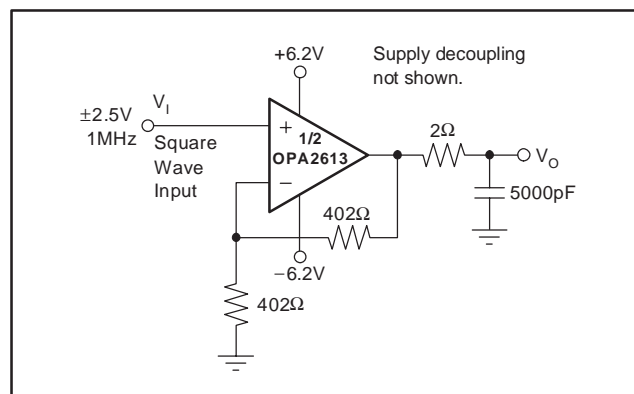 +6.2V
Supply decoupling
not shown.
±2.5V
1MHz
V_I
Square
Wave
Input
+
1/2
OPA2613
−
2Ω
V_O
5000pF
402Ω
−6.2V
402Ω